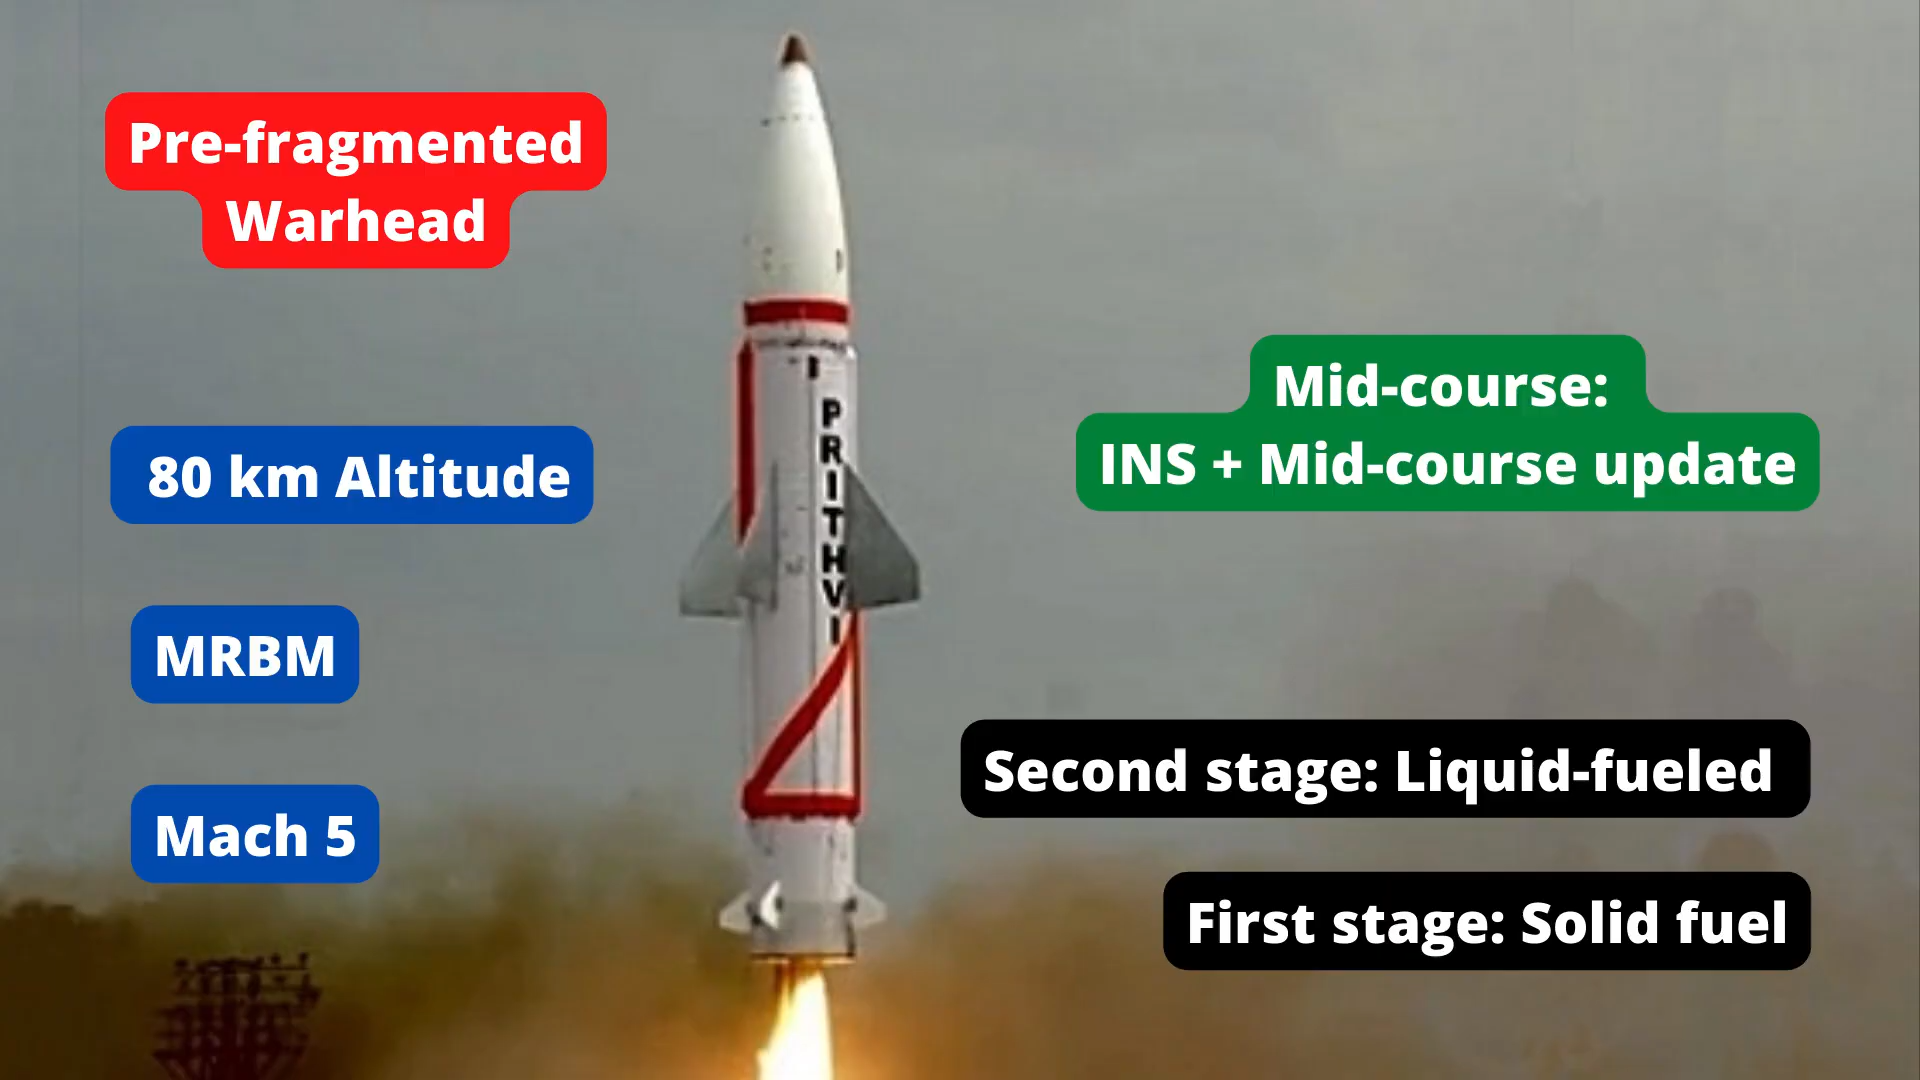 Pre-fragmented
Warhead
80 km Altitude
MRBM
Mach 5
PRITHVI
Mid-course:
INS + Mid-course update
Second stage: Liquid-fueled
First stage: Solid fuel